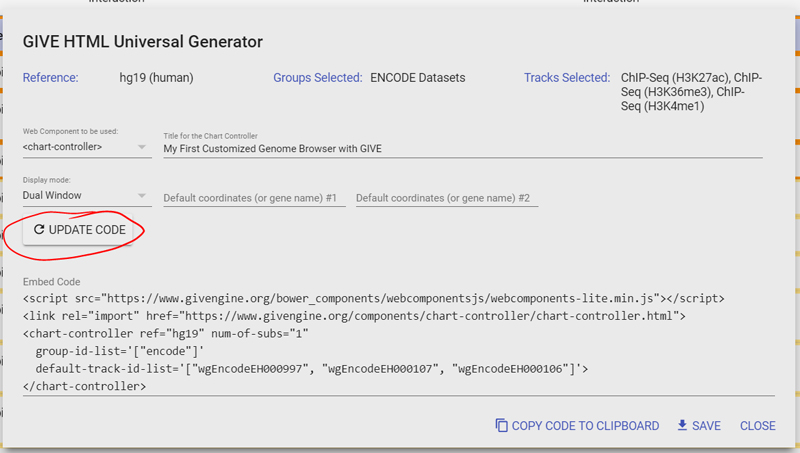 Interaction
Interaction
GIVE HTML Universal Generator
Reference: hg19 (human) Groups Selected: ENCODE Datasets Tracks Selected: ChIP-Seq (H3K27ac), ChIP-
Seq (H3K36me3), ChIP-
Seq (H3K4me1)
Web Component to be used: Title for the Chart Controller
<chart-controller> My First Customized Genome Browser with GIVE
Display mode:
Dual Window Default coordinates (or gene name) #1 Default coordinates (or gene name) #2
UPDATE CODE
Embed Code
<script src="https://www.givengine.org/bower_components/webcomponentsjs/webcomponents-lite.min.js"></script>
<link rel="import" href="https://www.givengine.org/components/chart-controller/chart-controller.html">
<chart-controller ref="hg19" num-of-subs="1"
group-id-list='["encode"]'
default-track-id-list='["wgEncodeEH000997", "wgEncodeEH000107", "wgEncodeEH000106"]'>
</chart-controller>
COPY CODE TO CLIPBOARD SAVE CLOSE